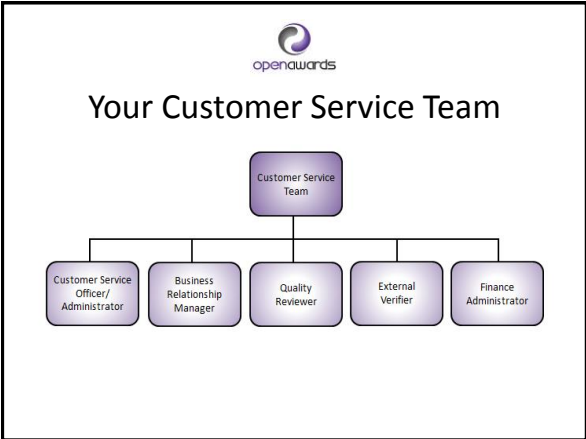 openawards
Your Customer Service Team
Customer Service
Team
Customer Service
Officer/
Administrator
Business
Relationship
Manager
Quality
Reviewer
External
Verifier
Finance
Administrator